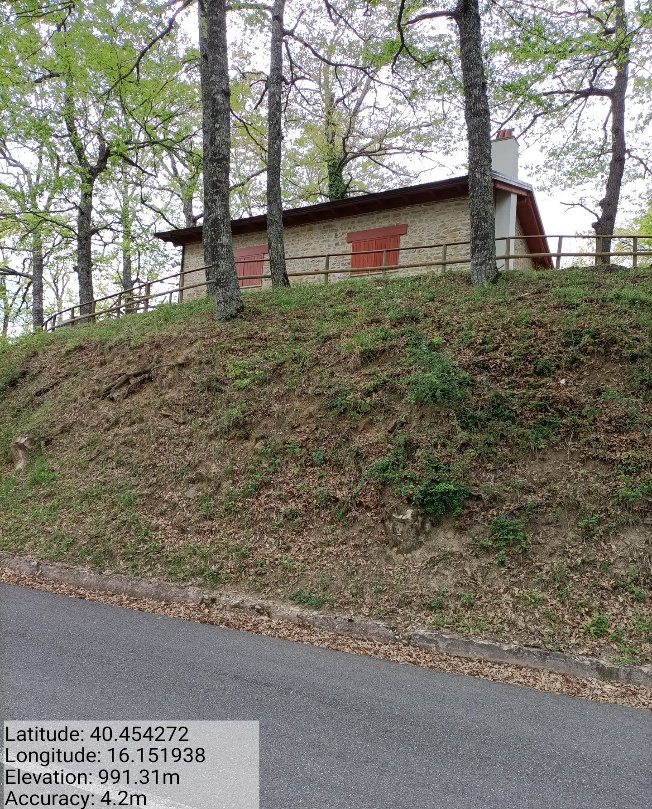 Latitude: 40.454272
Longitude: 16.151938
Elevation: 991.31m
Accuracy: 4.2m